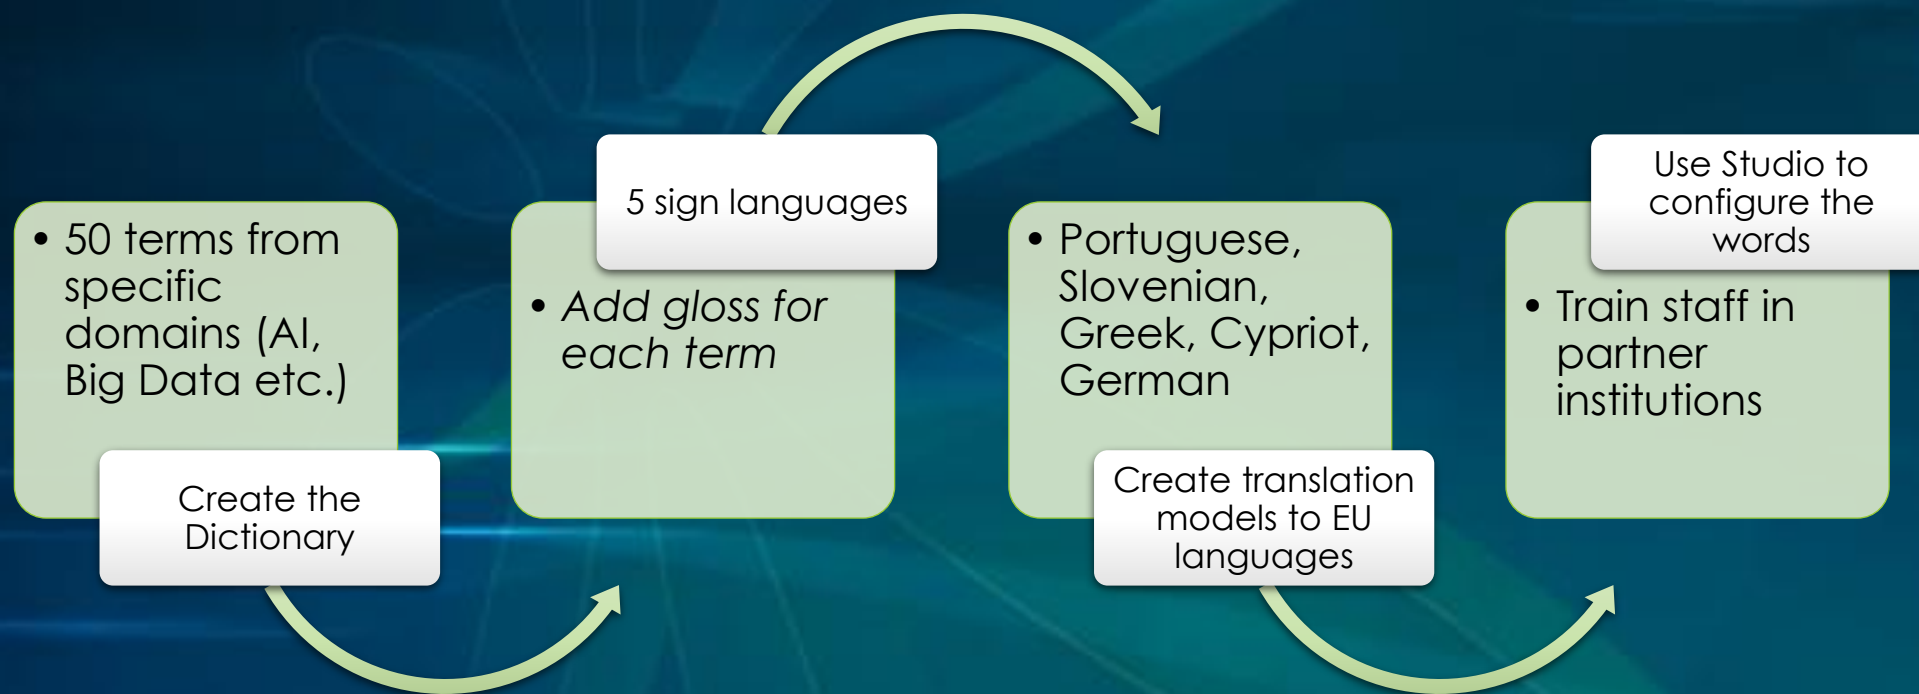 • 50 terms from
specific
domains (AI,
Big Data etc.)
Create the
Dictionary
5 sign languages
• Add gloss for
each term
• Portuguese,
Slovenian,
Greek, Cypriot,
German
Create translation
models to EU
languages
Use Studio to
configure the
words
• Train staff in
partner
institutions